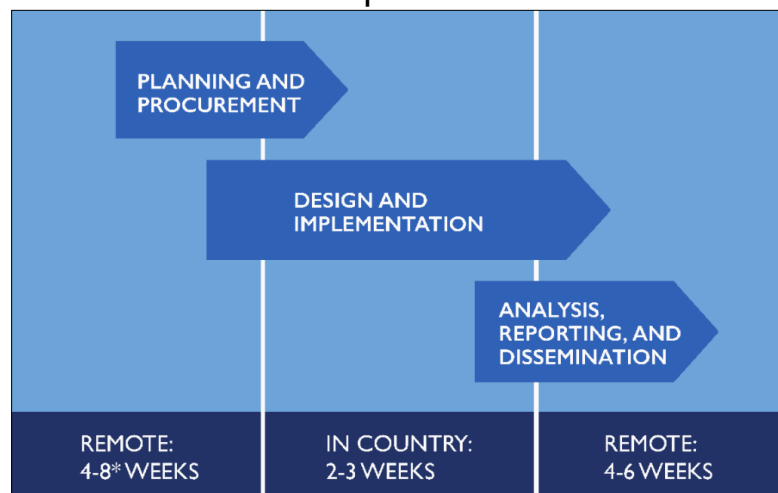 PLANNING AND
PROCUREMENT
DESIGN AND
IMPLEMENTATION
ANALYSIS,
REPORTING, AND
DISSEMINATION
REMOTE:
4-8* WEEKS
IN COUNTRY:
2-3 WEEKS
REMOTE:
4-6 WEEKS